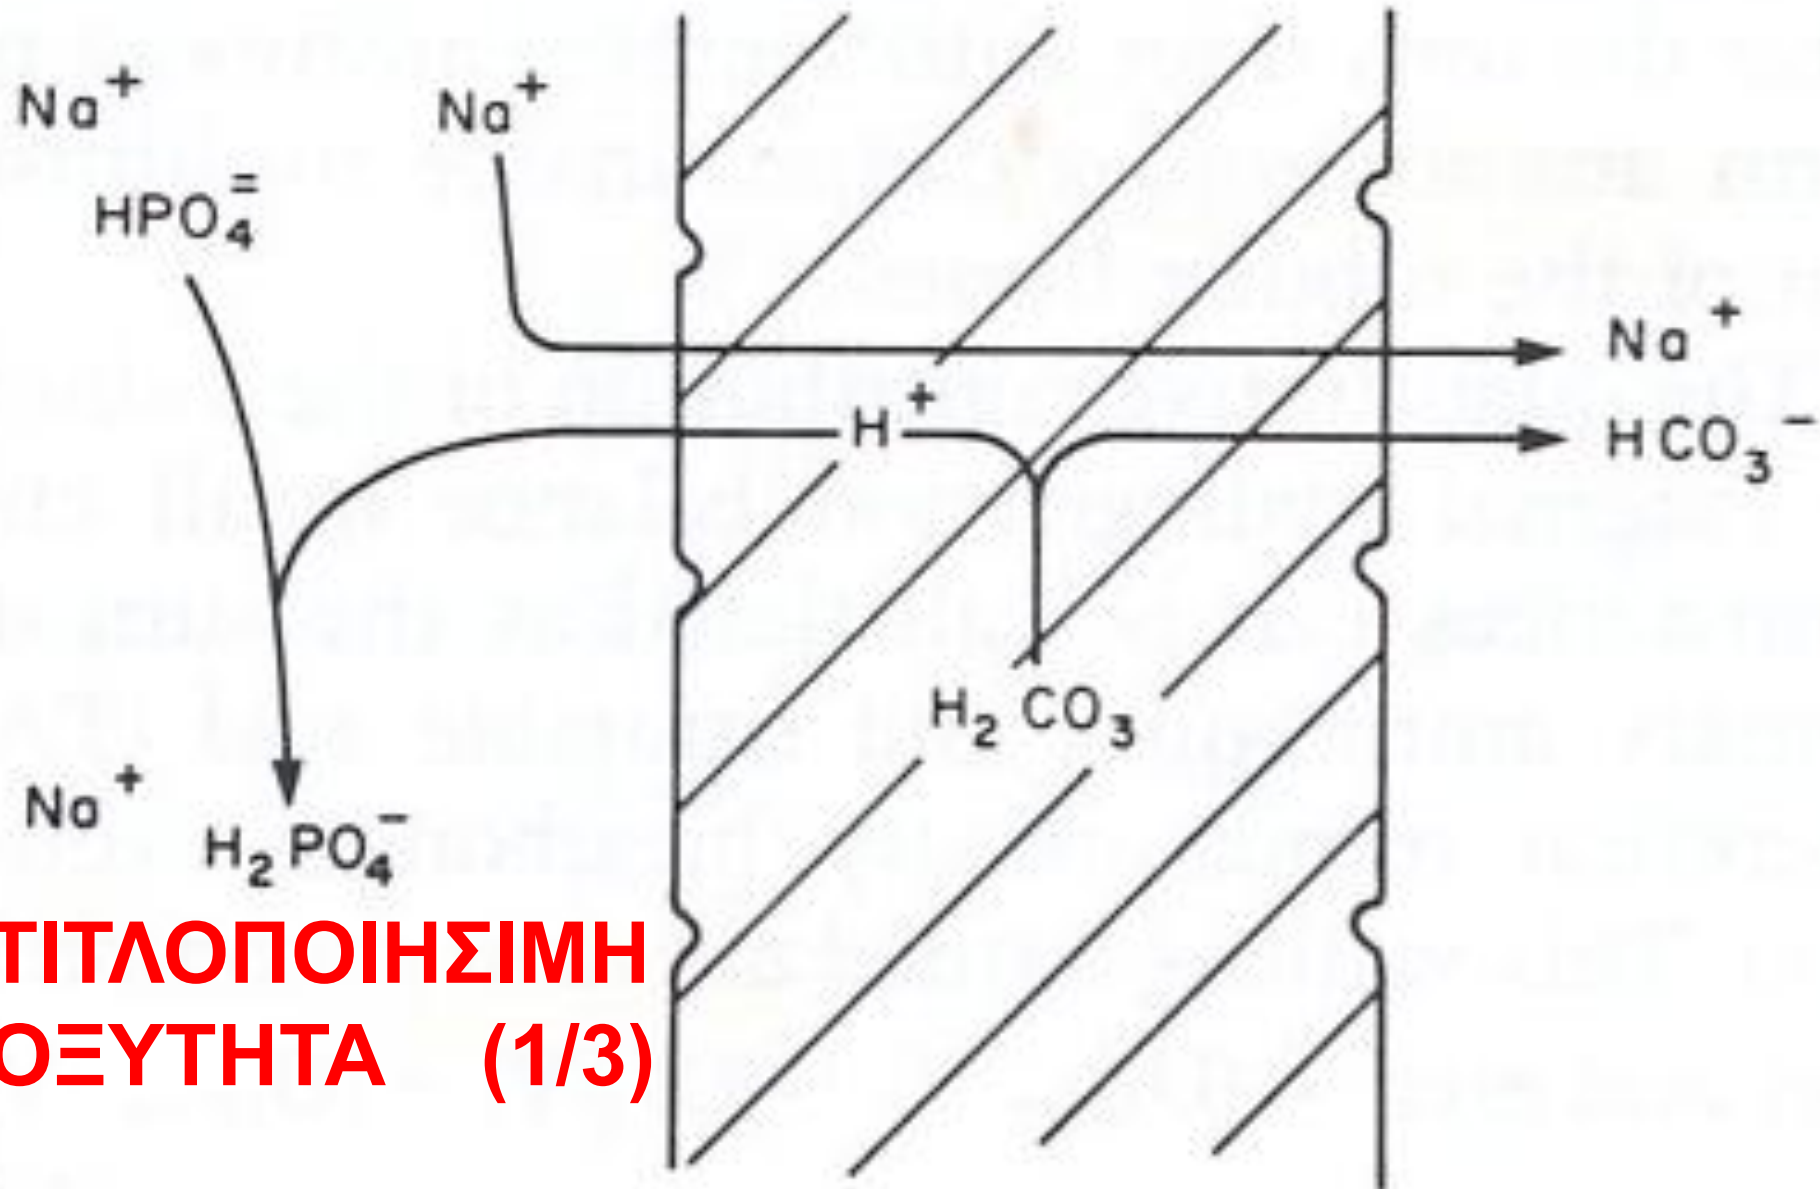 Na⁺
Na⁺
HPO₄⁼
Na⁺
H⁺
HCO₃⁻
H₂CO₃
Na⁺
H₂PO₄⁻
ΤΙΤΛΟΠΟΙΗΣΙΜΗ
ΟΞΥΤΗΤΑ (1/3)